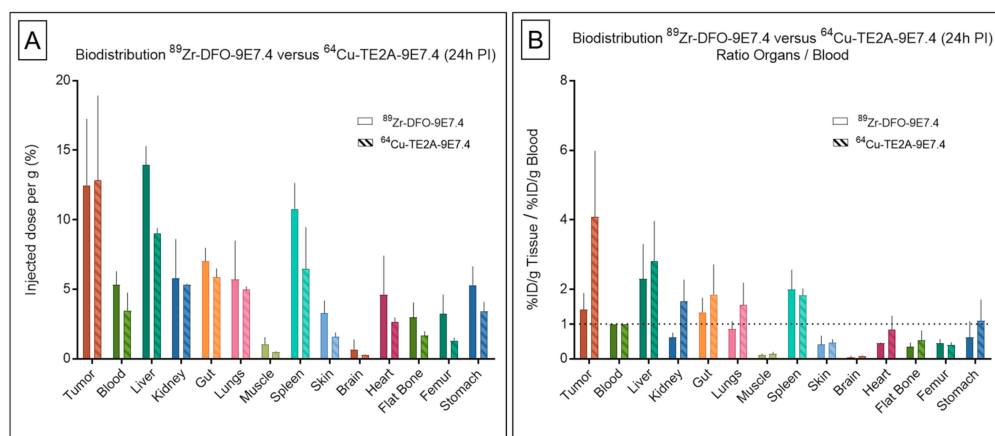 A
Biodistribution ⁸⁹Zr-DFO-9E7.4 versus ⁶⁴Cu-TE2A-9E7.4 (24h PI)
Injected dose per g (%)
20
15
10
5
0
⁸⁹Zr-DFO-9E7.4
⁶⁴Cu-TE2A-9E7.4
Tumor
Blood
Liver
Kidney
Gut
Lungs
Muscle
Spleen
Skin
Brain
Heart
Flat Bone
Femur
Stomach
B
Biodistribution ⁸⁹Zr-DFO-9E7.4 versus ⁶⁴Cu-TE2A-9E7.4 (24h PI)
Ratio Organs / Blood
%ID/g Tissue / %ID/g Blood
8
6
4
2
1
0
⁸⁹Zr-DFO-9E7.4
⁶⁴Cu-TE2A-9E7.4
Tumor
Blood
Liver
Kidney
Gut
Lungs
Muscle
Spleen
Skin
Brain
Heart
Flat Bone
Femur
Stomach